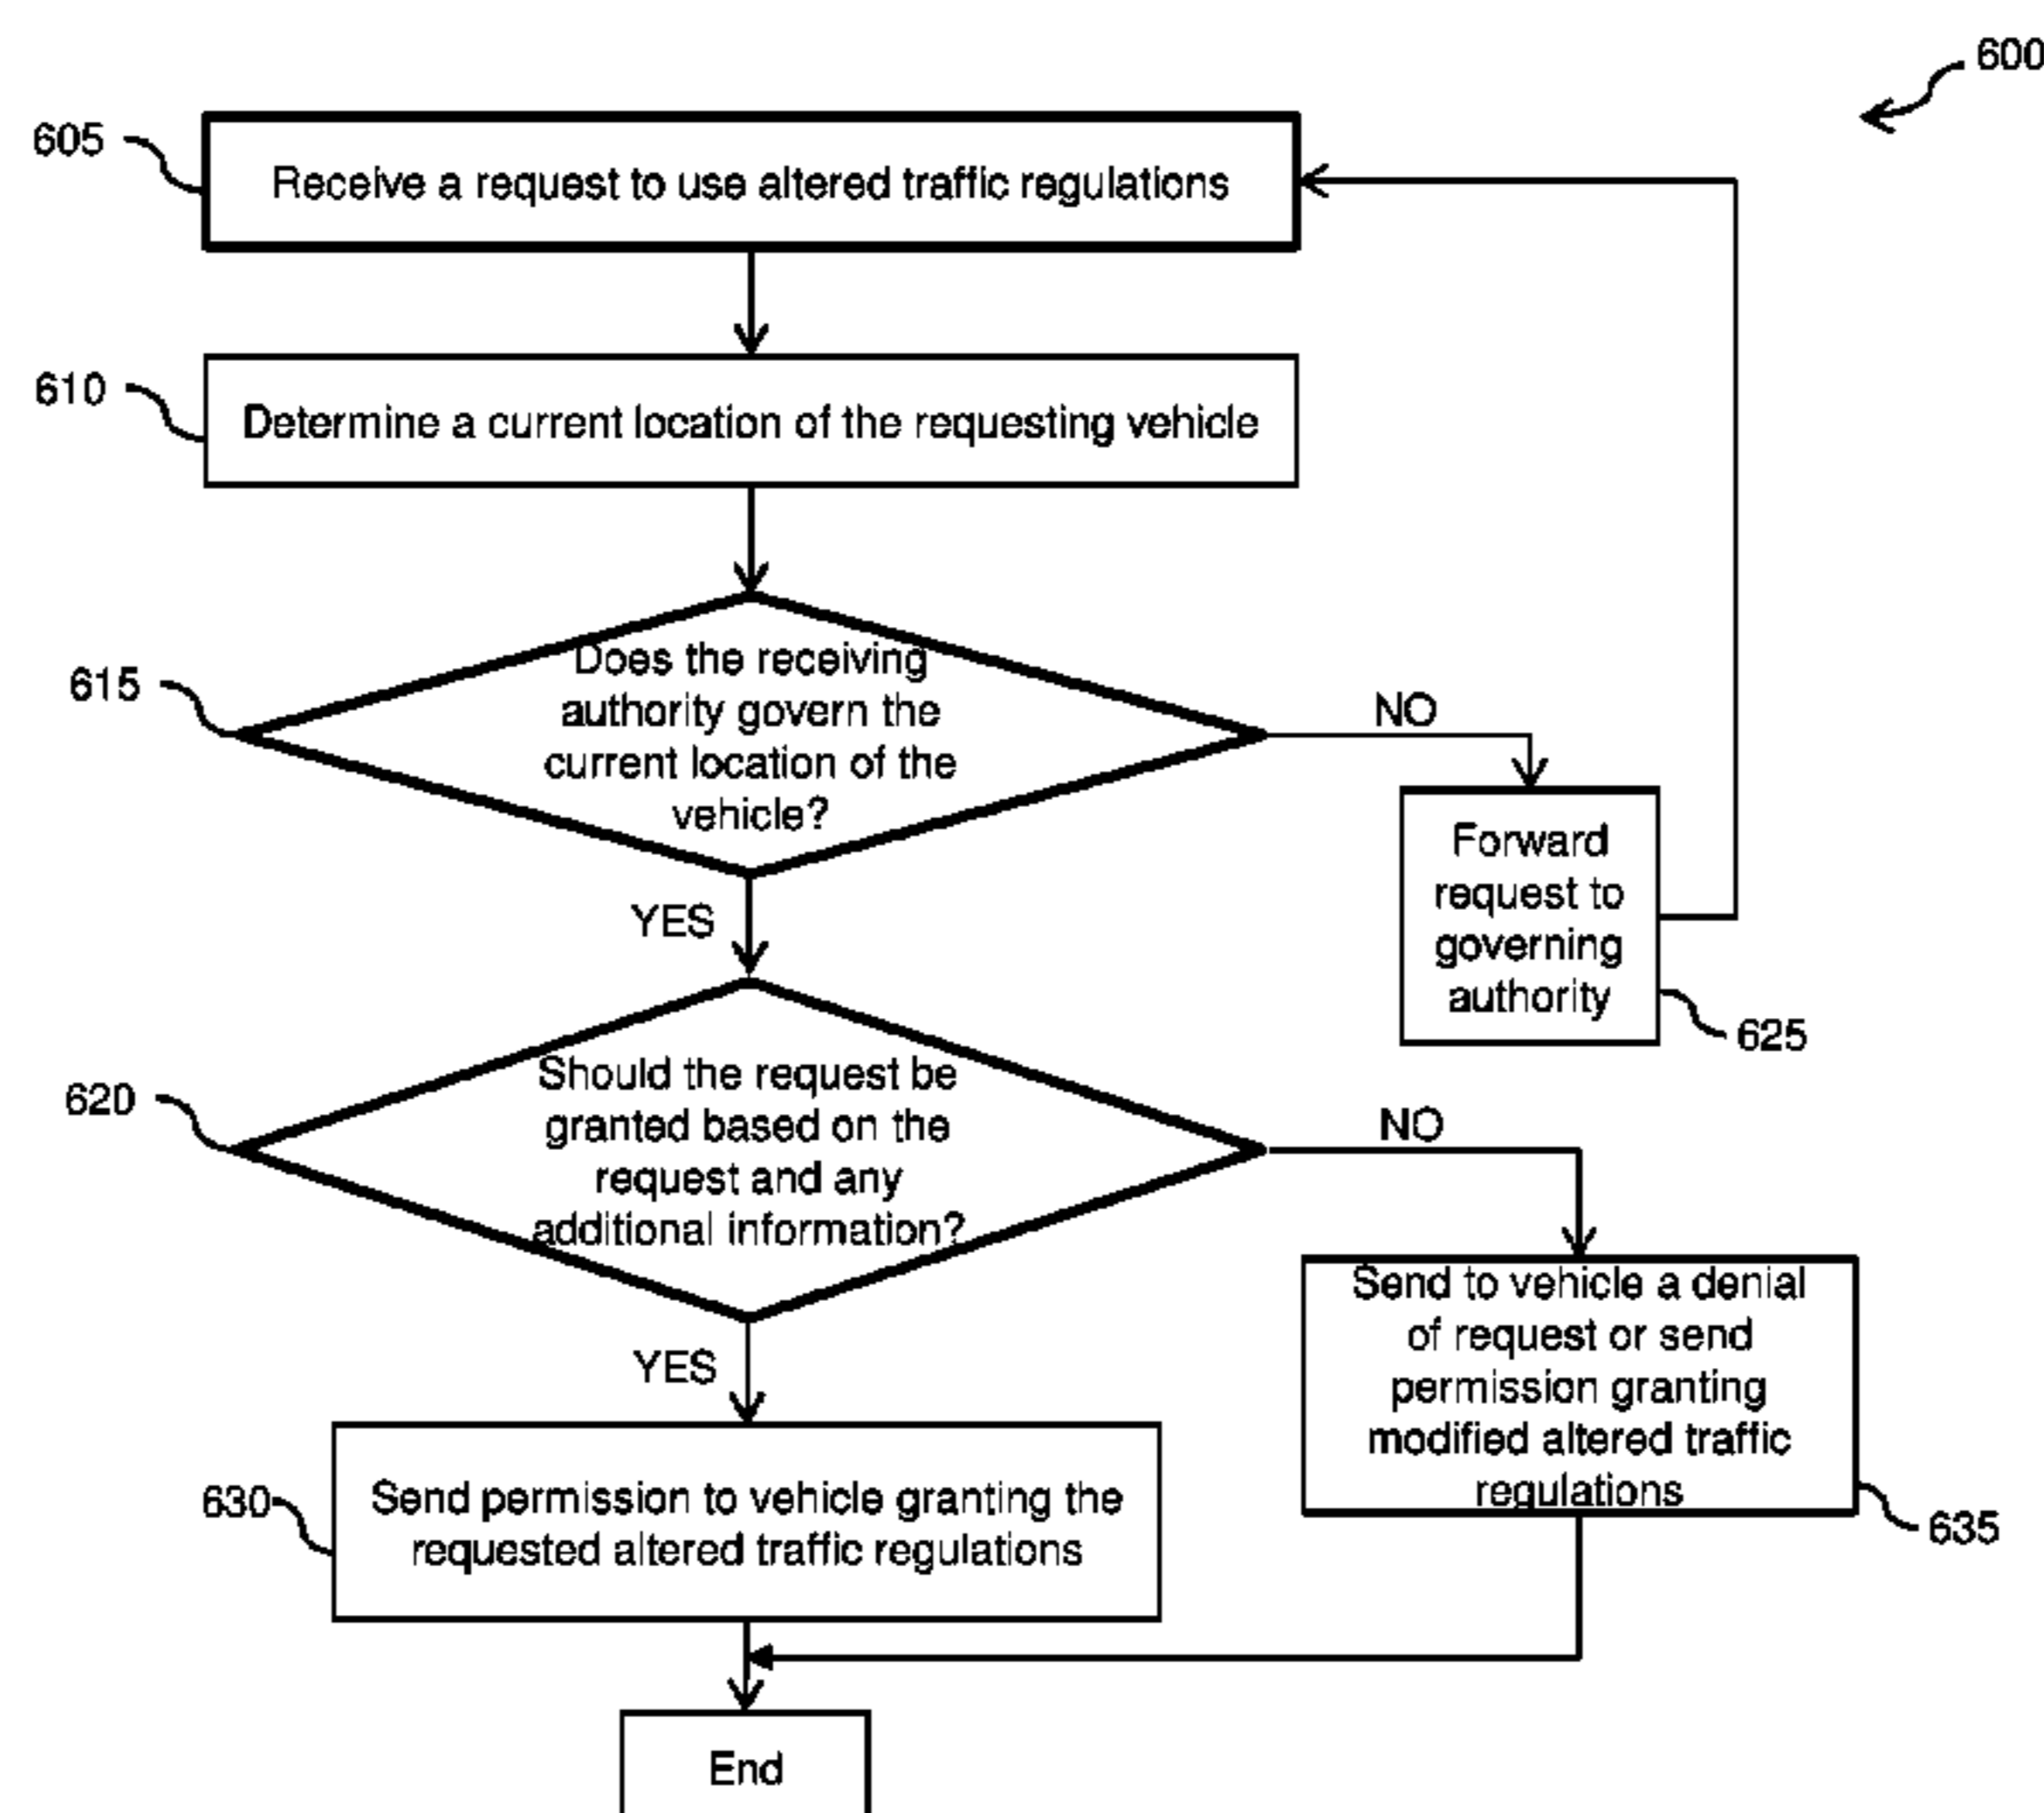 600
605
Receive a request to use altered traffic regulations
610
Determine a current location of the requesting vehicle
615
Does the receiving
authority govern the
current location of the
vehicle?
NO
YES
Forward
request to
governing
authority
625
620
Should the request be
granted based on the
request and any
additional information?
NO
YES
Send to vehicle a denial
of request or send
permission granting
modified altered traffic
regulations
635
630
Send permission to vehicle granting the
requested altered traffic regulations
End